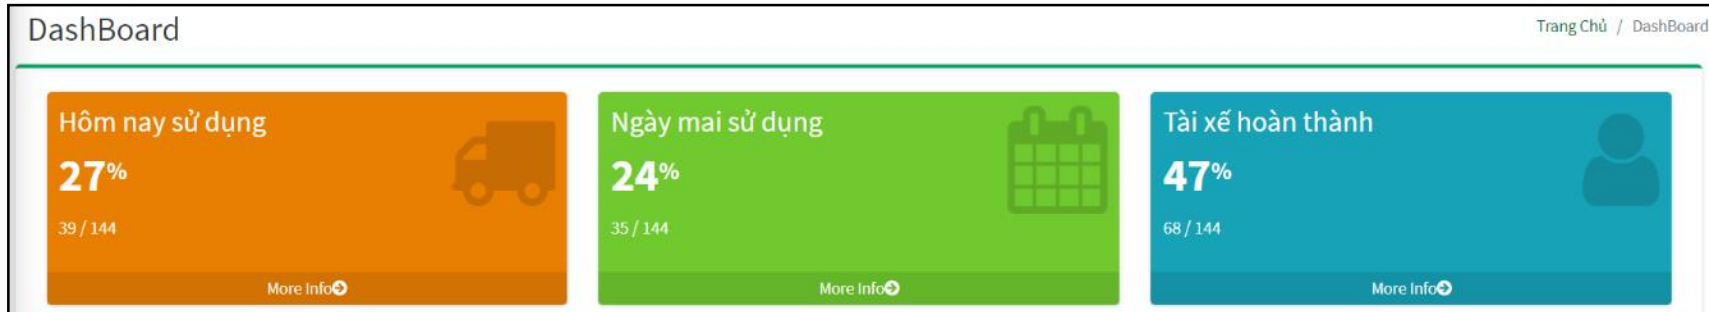 DashBoard
Trang Chủ / DashBoard
Hôm nay sử dụng
27%
39 / 144
More Info
Ngày mai sử dụng
24%
35 / 144
More Info
Tài xế hoàn thành
47%
68 / 144
More Info